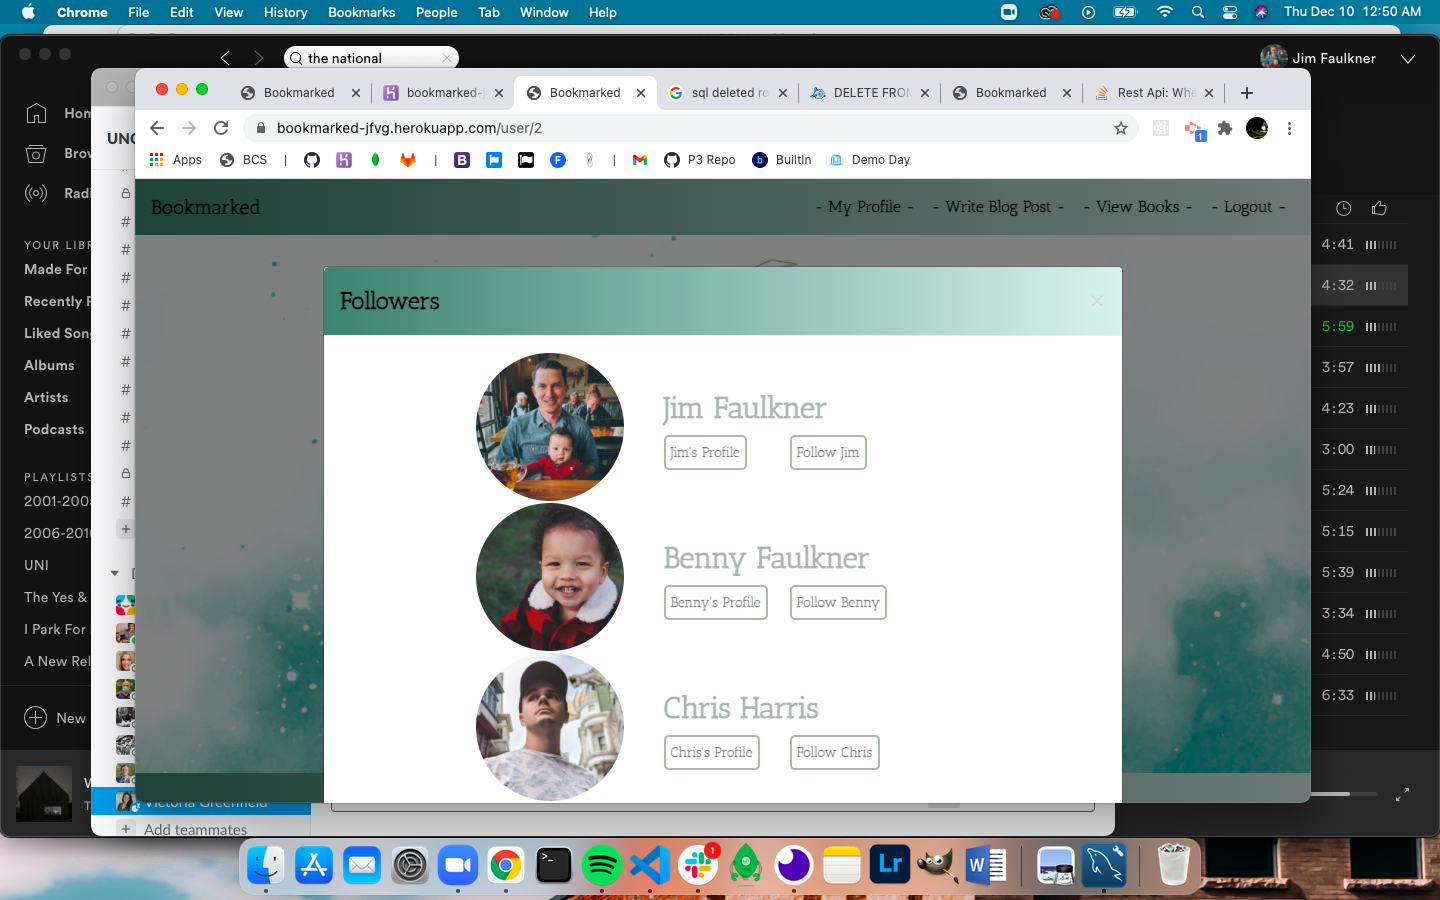 Chrome File Edit View History Bookmarks People Tab Window Help Thu Dec 10 12:50 AM
the national
Jim Faulkner
Bookmarked bookmarked-j Bookmarked sql deleted ro DELETE FROM Bookmarked Rest Api: Whe
bookmarked-jfvg.herokuapp.com/user/2
1
Apps BCS | | | P3 Repo BuiltIn Demo Day
Bookmarked
- My Profile - - Write Blog Post - - View Books - - Logout -
Followers
Jim Faulkner
Jim's Profile Follow Jim
Benny Faulkner
Benny's Profile Follow Benny
Chris Harris
Chris's Profile Follow Chris
Hom
Brow
Radi
YOUR LIBR
Made For
Recently P
Liked Song
Albums
Artists
Podcasts
PLAYLISTS
2001-200
2006-2010
UNI
The Yes &
I Park For
A New Rel
New
UNC
Victoria Greenfield
+ Add teammates
4:41
4:32
5:59
3:57
4:23
3:00
5:24
5:15
5:39
3:34
4:50
6:33
1
Lr
W